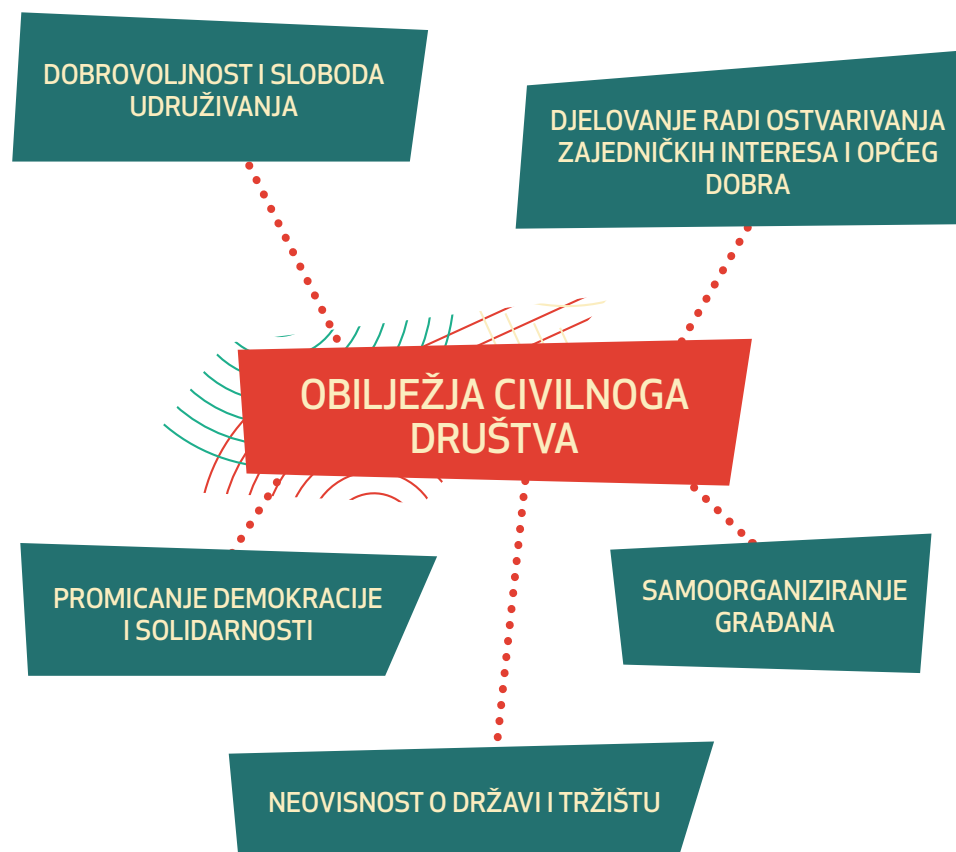 DOBROVOLJNOST I SLOBODA
UDRUŽIVANJA
DJELOVANJE RADI OSTVARIVANJA
ZAJEDNIČKIH INTERESA I OPĆEG
DOBRA
OBILJEŽJA CIVILNOGA
DRUŠTVA
PROMICANJE DEMOKRACIJE
I SOLIDARNOSTI
SAMOORGANIZIRANJE
GRAĐANA
NEOVISNOST O DRŽAVI I TRŽIŠTU